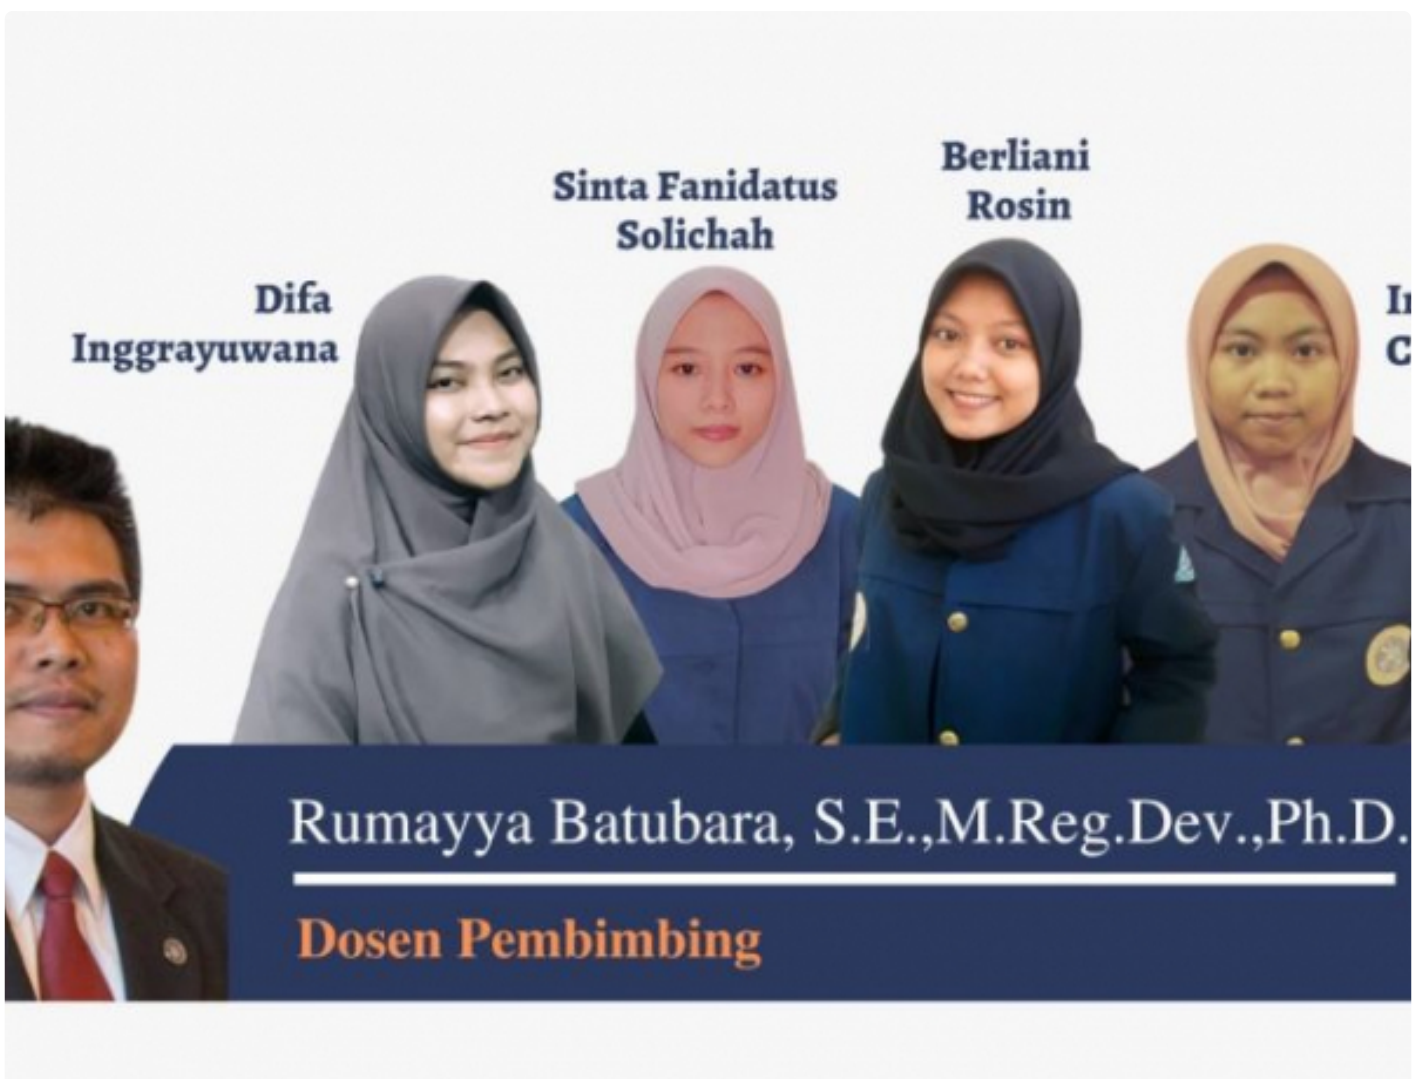 Berliani
Rosin
Sinta Fanidatus
Solichah
Difa
Inggrayuwana
Rumayya Batubara, S.E.,M.Reg.Dev.,Ph.D.
Dosen Pembimbing